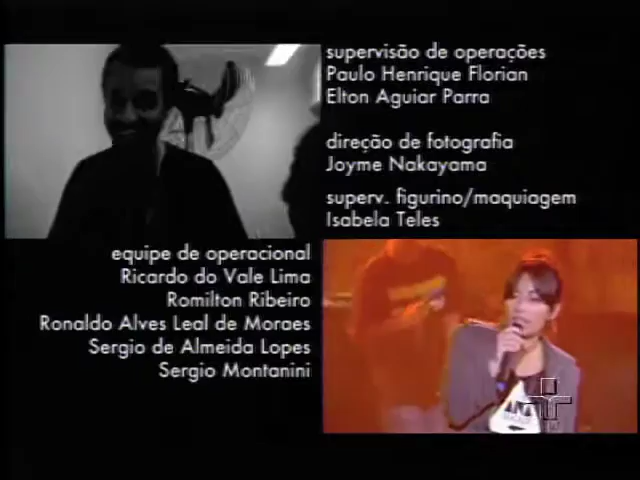 supervisão de operações
Paulo Henrique Florian
Elton Aguiar Parra
direção de fotografia
Joyme Nakayama
superv. figurino/maquiagem
Isabela Teles
equipe de operacional
Ricardo do Vale Lima
Romilton Ribeiro
Ronaldo Alves Leal de Moraes
Sergio de Almeida Lopes
Sergio Montanini